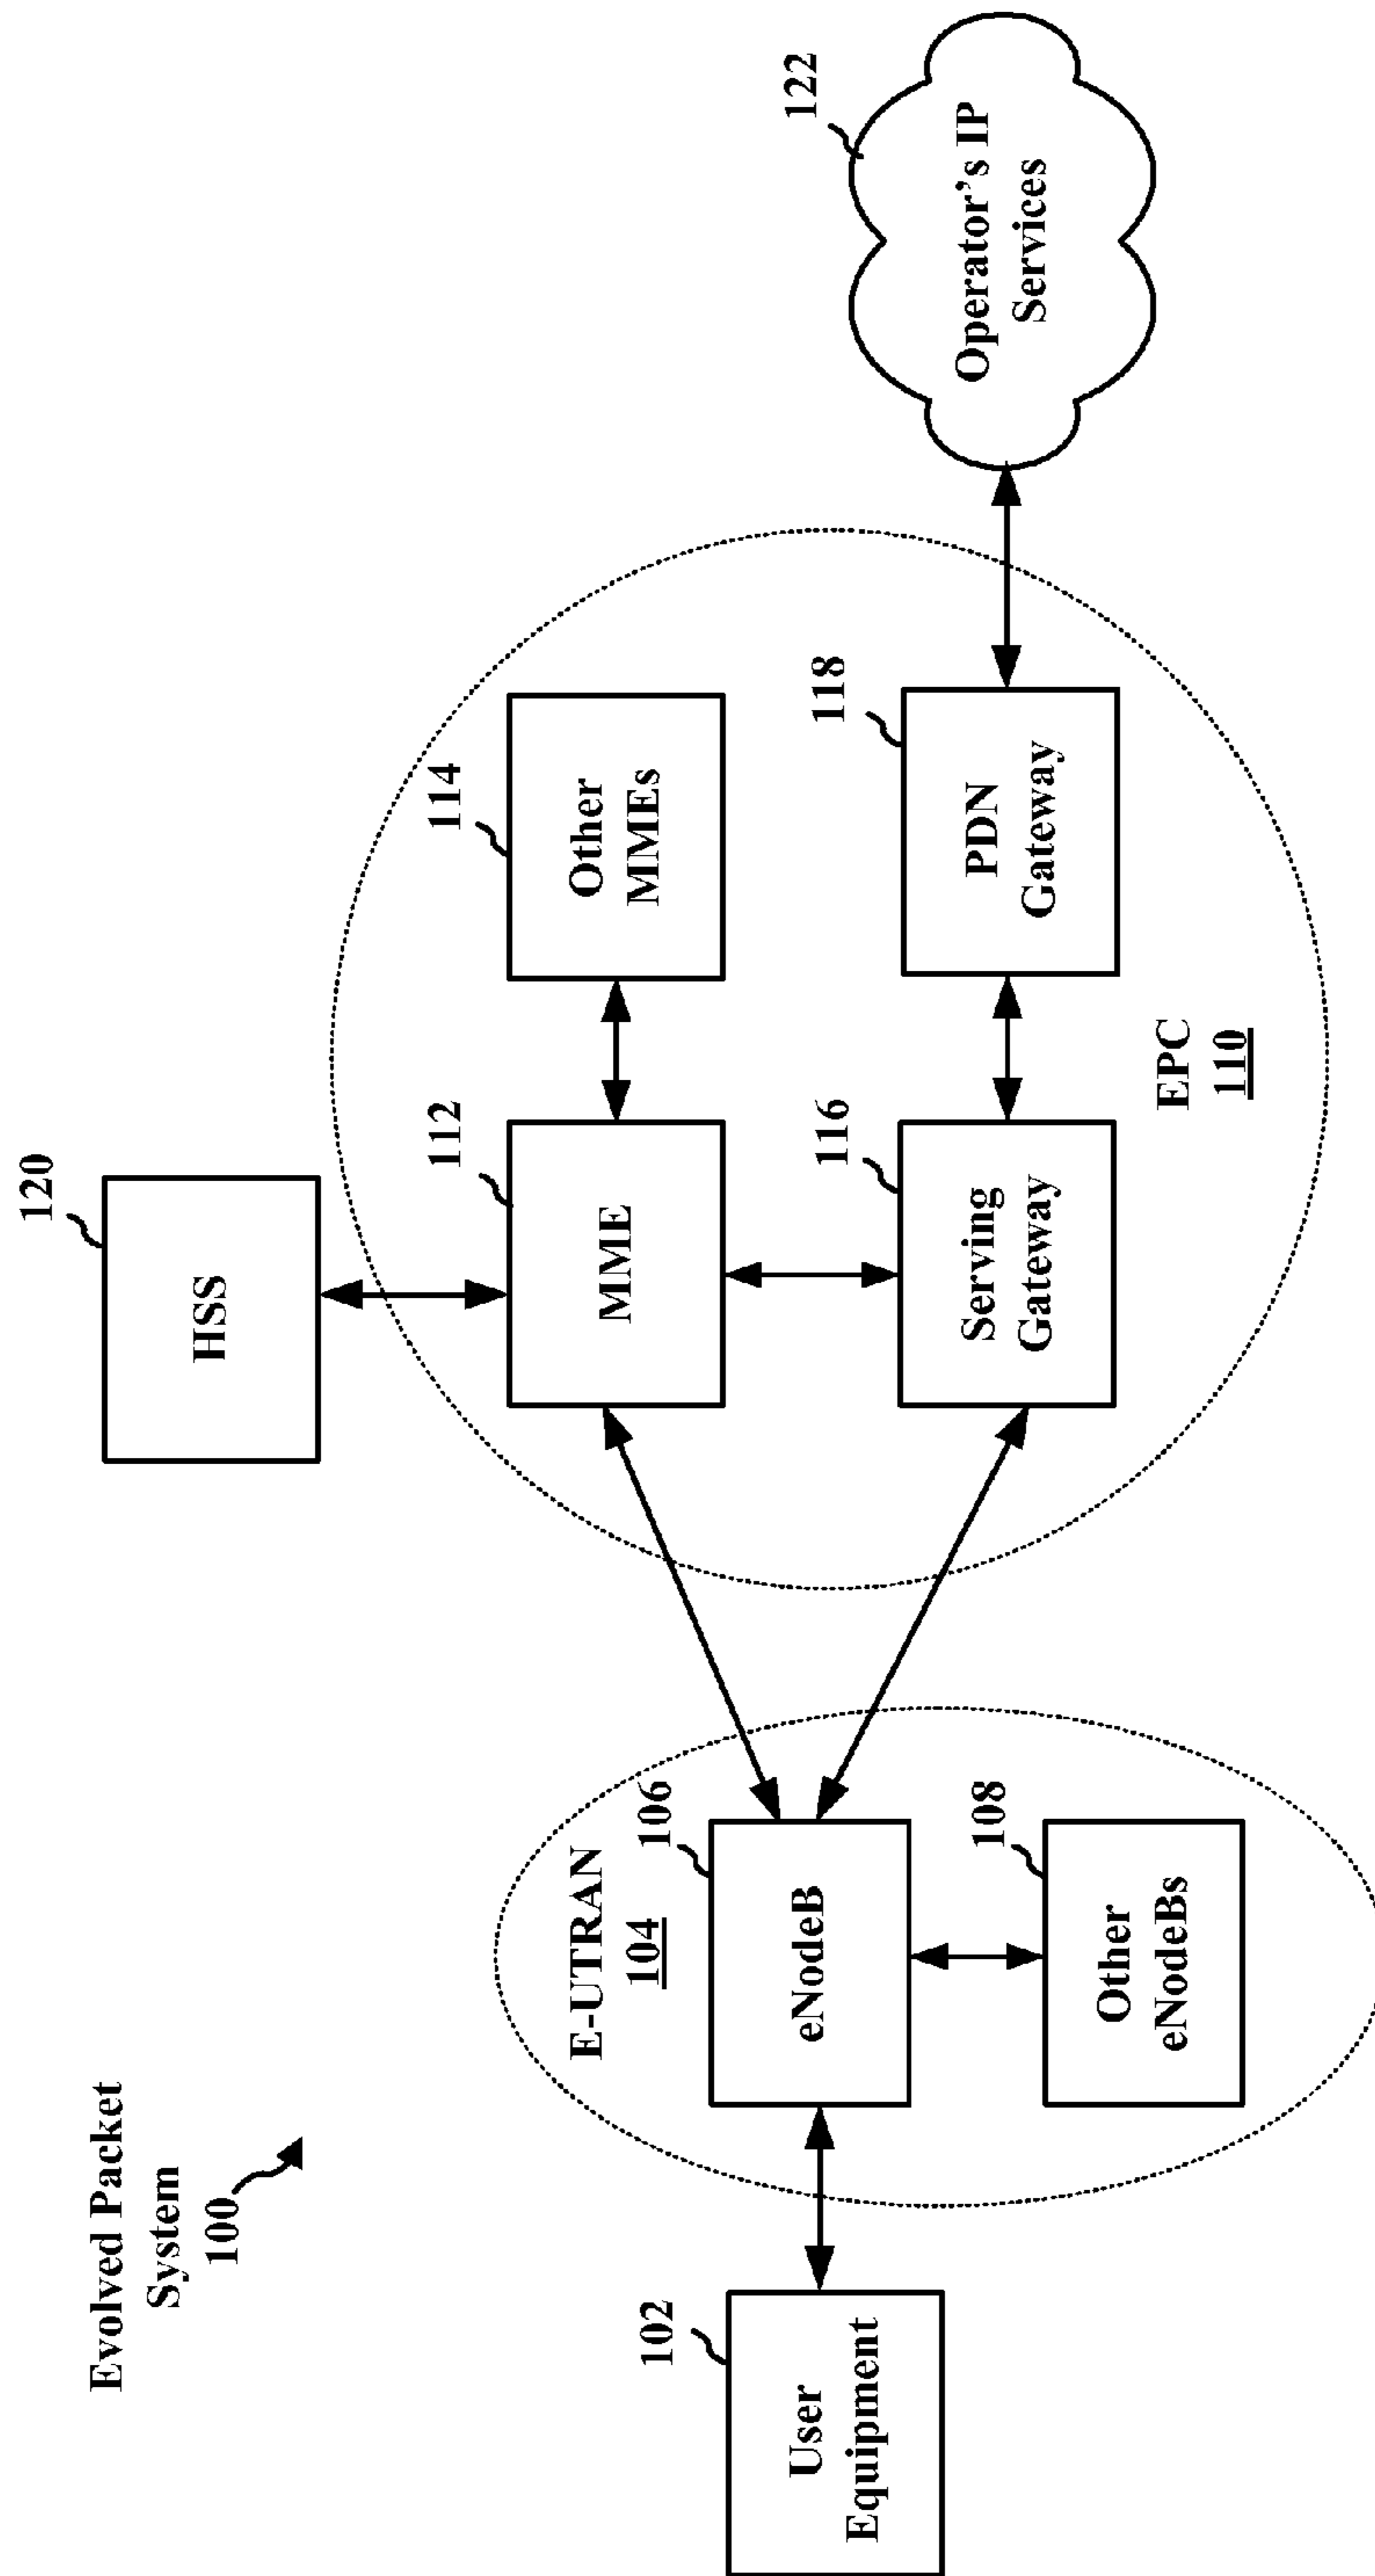 Evolved Packet
System
100
120
HSS
E-UTRAN
104
112
MME
114
Other
MMEs
102
User
Equipment
106
eNodeB
116
Serving
Gateway
118
PDN
Gateway
122
Operator's IP
Services
108
Other
eNodeBs
EPC
110